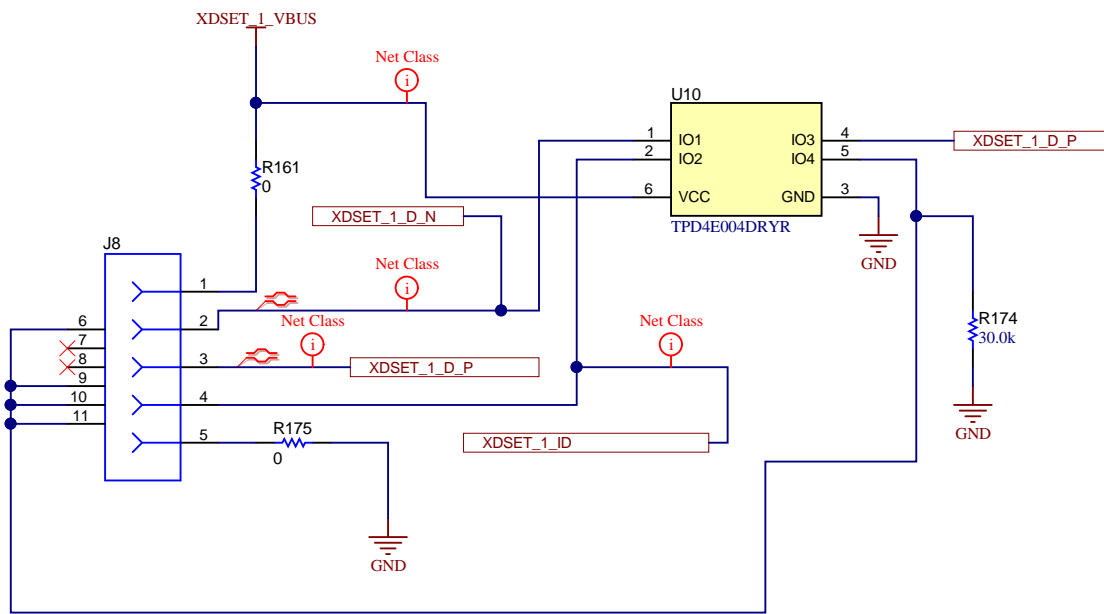 XDSET_1_VBUS
Net Class
i
U10
1 IO1 IO3 4
XDSET_1_D_P
2 IO2 IO4 5
R161
0
6 VCC GND 3
XDSET_1_D_N
TPD4E004DRYR
J8
GND
Net Class
i
1
2
6
Net Class
i
Net Class
i
R174
30.0k
7
8
3
XDSET_1_D_P
9
10
4
11
R175
0
5
XDSET_1_ID
GND
GND